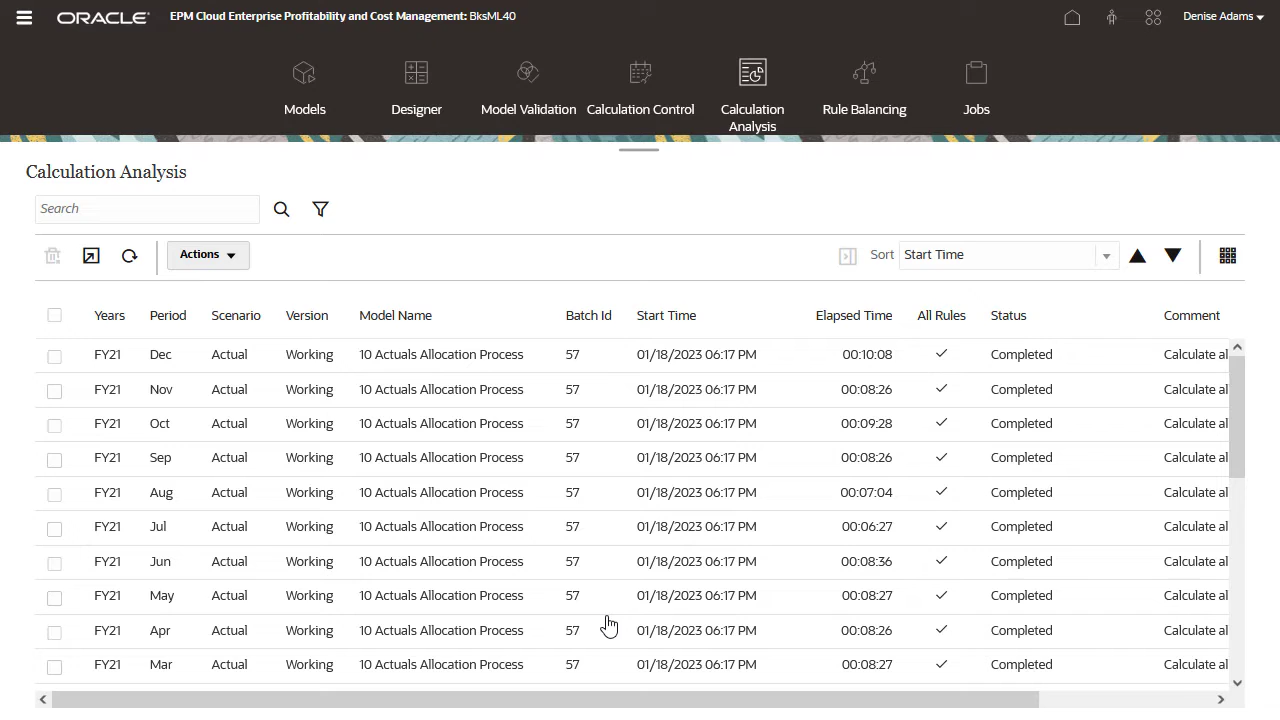 ORACLE EPM Cloud Enterprise Profitability and Cost Management: BksML40 Denise Adams
Models Designer Model Validation Calculation Control Calculation Analysis Rule Balancing Jobs
Calculation Analysis
Search
Actions Sort Start Time
Years Period Scenario Version Model Name Batch Id Start Time Elapsed Time All Rules Status Comment
FY21 Dec Actual Working 10 Actuals Allocation Process 57 01/18/2023 06:17 PM 00:10:08 Completed Calculate al
FY21 Nov Actual Working 10 Actuals Allocation Process 57 01/18/2023 06:17 PM 00:08:26 Completed Calculate al
FY21 Oct Actual Working 10 Actuals Allocation Process 57 01/18/2023 06:17 PM 00:09:28 Completed Calculate al
FY21 Sep Actual Working 10 Actuals Allocation Process 57 01/18/2023 06:17 PM 00:08:26 Completed Calculate al
FY21 Aug Actual Working 10 Actuals Allocation Process 57 01/18/2023 06:17 PM 00:07:04 Completed Calculate al
FY21 Jul Actual Working 10 Actuals Allocation Process 57 01/18/2023 06:17 PM 00:06:27 Completed Calculate al
FY21 Jun Actual Working 10 Actuals Allocation Process 57 01/18/2023 06:17 PM 00:08:36 Completed Calculate al
FY21 May Actual Working 10 Actuals Allocation Process 57 01/18/2023 06:17 PM 00:08:27 Completed Calculate al
FY21 Apr Actual Working 10 Actuals Allocation Process 57 01/18/2023 06:17 PM 00:08:26 Completed Calculate al
FY21 Mar Actual Working 10 Actuals Allocation Process 57 01/18/2023 06:17 PM 00:08:27 Completed Calculate al